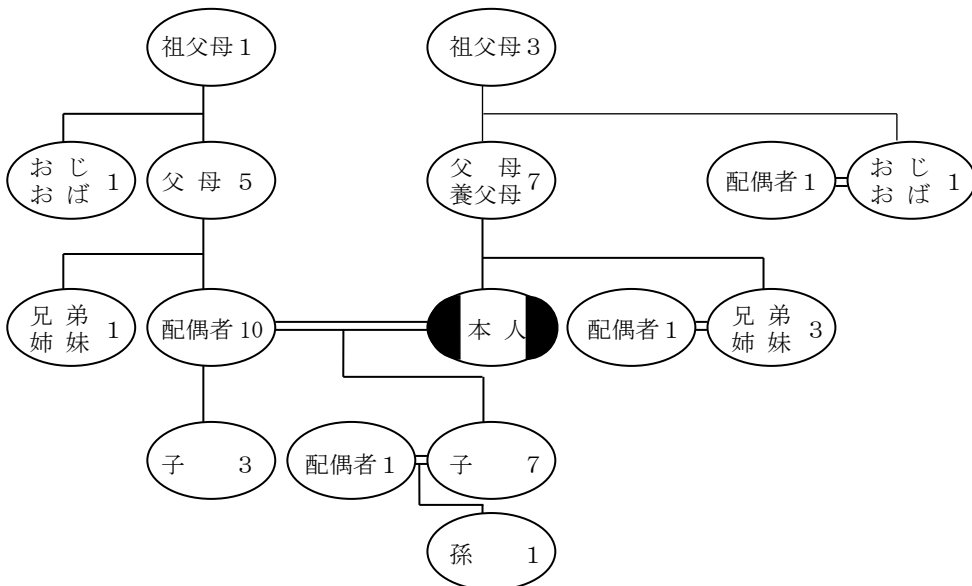 祖父母1
祖父母3
おじ
おば 1
父母 5
父母
養父母 7
配偶者1
おじ
おば 1
兄弟
姉妹 1
配偶者10
本人
配偶者1
兄弟
姉妹 3
子 3
配偶者1
子 7
孫 1